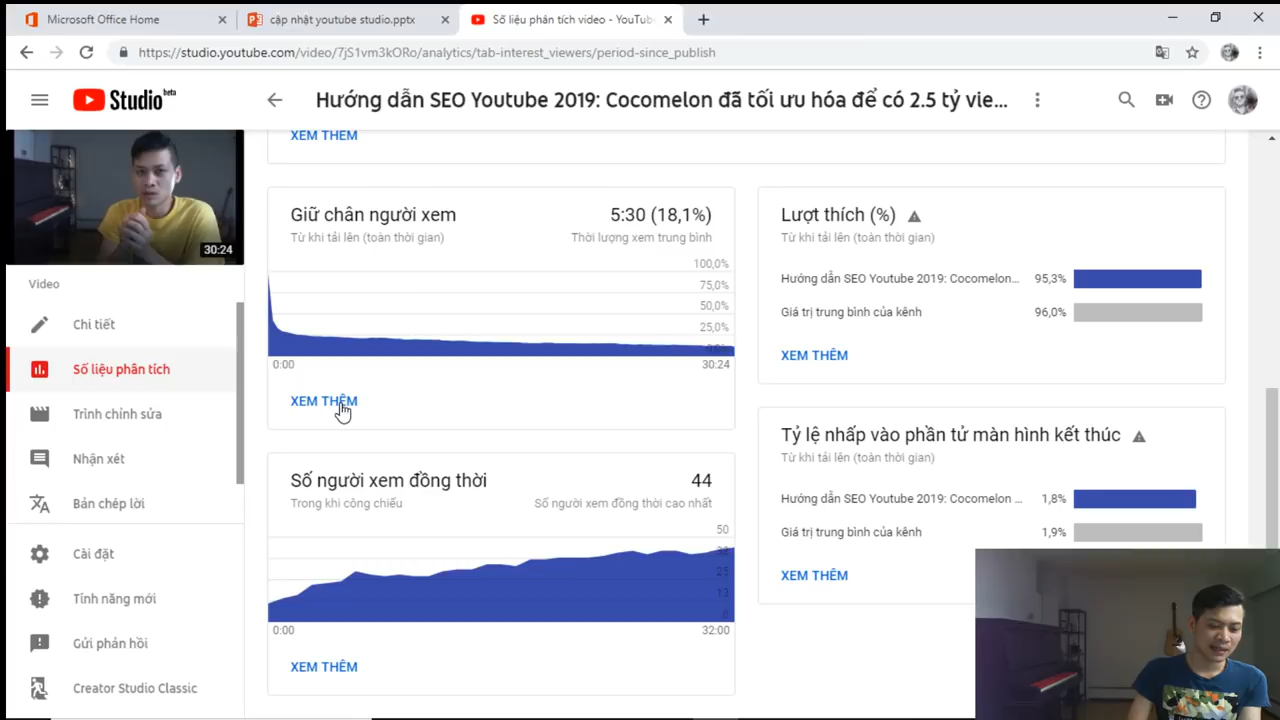 Microsoft Office Home
cập nhật youtube studio.pptx
Số liệu phân tích video - YouTub
https://studio.youtube.com/video/7jS1vm3kORo/analytics/tab-interest_viewers/period-since_publish
Studio beta
Hướng dẫn SEO Youtube 2019: Cocomelon đã tối ưu hóa để có 2.5 tỷ vie...
XEM THÊM
30:24
Video
Chi tiết
Số liệu phân tích
Trình chỉnh sửa
Nhận xét
Bản chép lời
Cài đặt
Tính năng mới
Gửi phản hồi
Creator Studio Classic
Giữ chân người xem
5:30 (18,1%)
Từ khi tải lên (toàn thời gian)
Thời lượng xem trung bình
100,0%
75,0%
50,0%
25,0%
0:00
30:24
XEM THÊM
Số người xem đồng thời
44
Trong khi công chiếu
Số người xem đồng thời cao nhất
50
25
13
0
0:00
32:00
XEM THÊM
Lượt thích (%)
Từ khi tải lên (toàn thời gian)
Hướng dẫn SEO Youtube 2019: Cocomelon...
95,3%
Giá trị trung bình của kênh
96,0%
XEM THÊM
Tỷ lệ nhấp vào phần tử màn hình kết thúc
Từ khi tải lên (toàn thời gian)
Hướng dẫn SEO Youtube 2019: Cocomelon ...
1,8%
Giá trị trung bình của kênh
1,9%
XEM THÊM